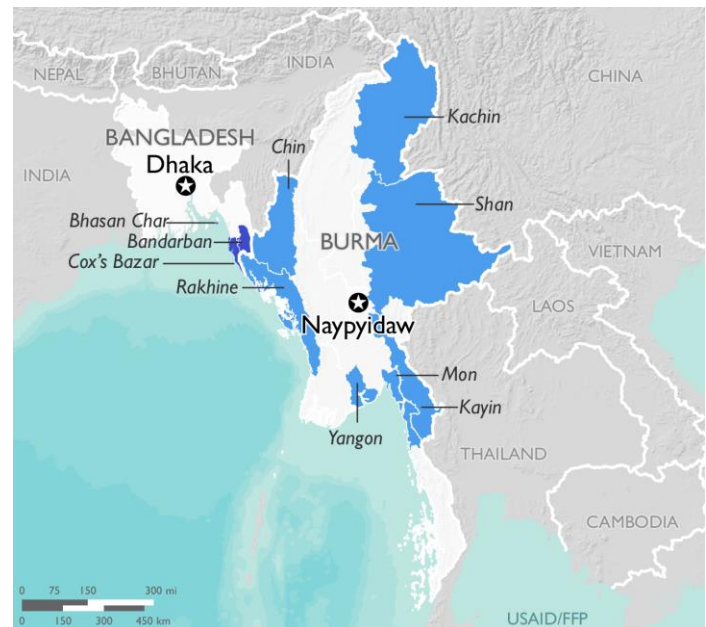 NEPAL
BHUTAN
INDIA
CHINA
Kachin
BANGLADESH
Chin
Dhaka
INDIA
Shan
Bhasan Char
Bandarban
BURMA
VIETNAM
Cox's Bazar
Rakhine
LAOS
Naypyidaw
Mon
Kayin
Yangon
THAILAND
CAMBODIA
0 75 150 300 mi
0 150 300 450 km
USAID/FFP